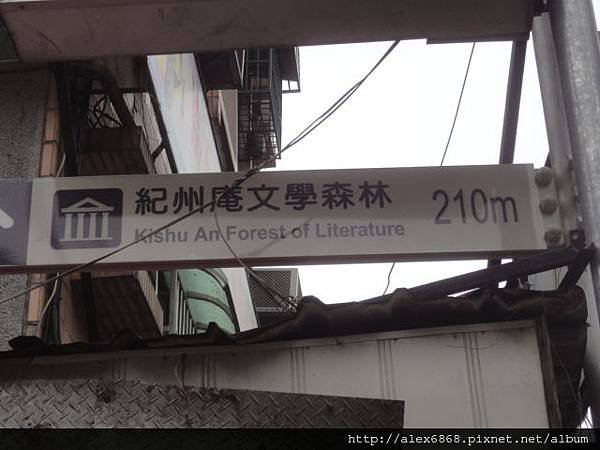 紀州庵文學森林 210m
Kishu An Forest of Literature
http://alex6868.pixnet.net/album